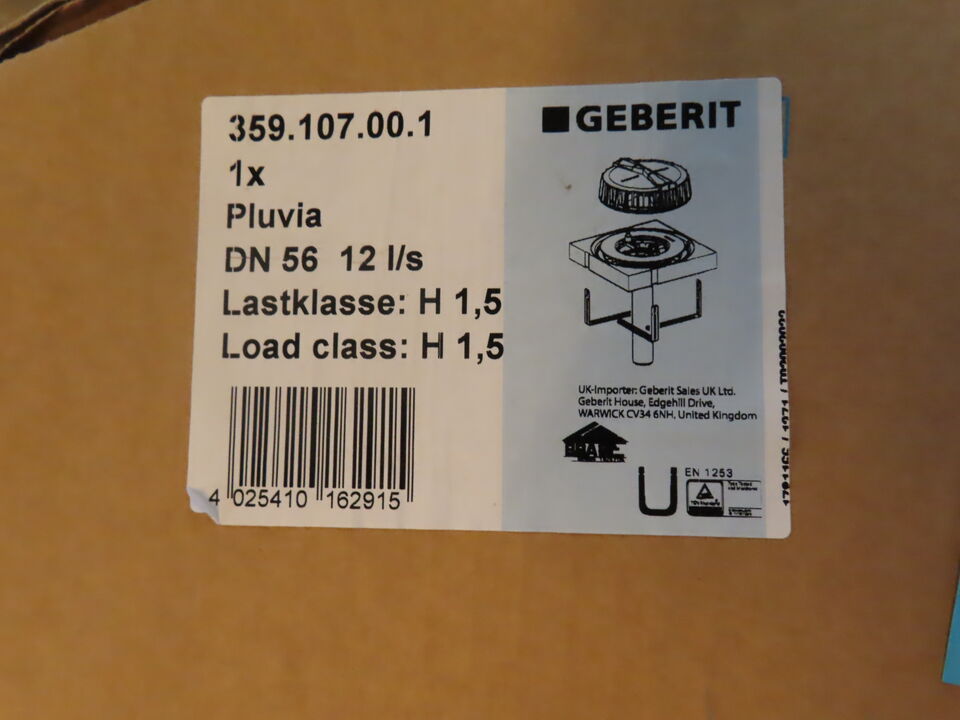 359.107.00.1
1x
Pluvia
DN 56 12 l/s
Lastklasse: H 1,5
Load class: H 1,5
4 025410 162915
GEBERIT
UK-Importer: Geberit Sales UK Ltd.
Geberit House, Edgehill Drive,
WARWICK CV34 6NH, United Kingdom
EN 1253